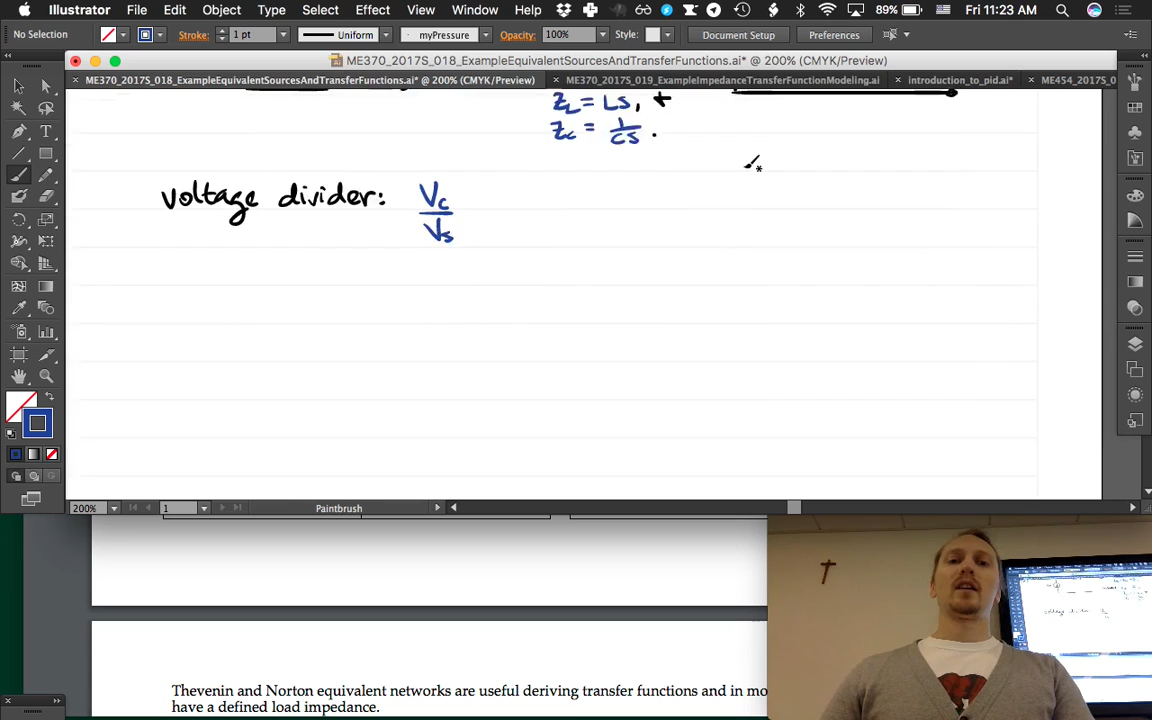 Illustrator File Edit Object Type Select Effect View Window Help 89% Fri 11:23 AM
No Selection Stroke: 1 pt Uniform myPressure Opacity: 100% Style: Document Setup Preferences
ME370_2017S_018_ExampleEquivalentSourcesAndTransferFunctions.ai* @ 200% (CMYK/Preview)
ME370_2017S_018_ExampleEquivalentSourcesAndTransferFunctions.ai* @ 200% (CMYK/Preview) ME370_2017S_019_ExampleImpedanceTransferFunctionModeling.ai introduction_to_pid.ai* ME454_2017S_0
Z_L = LS, +
Z_C = 1/CS .
voltage divider: V_C / V_S
200% 1 Paintbrush
Thevenin and Norton equivalent networks are useful deriving transfer functions and in mo
have a defined load impedance.